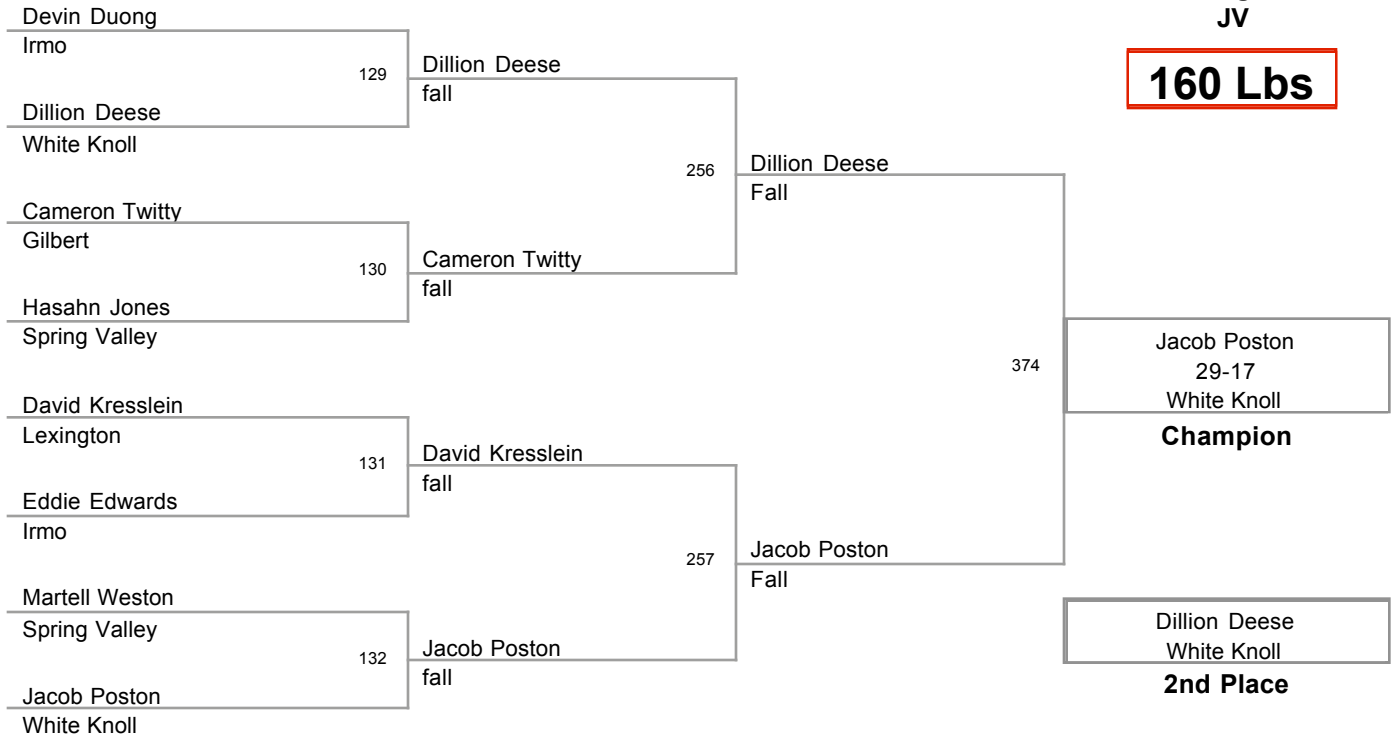 JV
160 Lbs
Devin Duong
Irmo
129
Dillion Deese
fall
Dillion Deese
White Knoll
256
Dillion Deese
Fall
Cameron Twitty
Gilbert
130
Cameron Twitty
fall
Hasahn Jones
Spring Valley
374
Jacob Poston
29-17
White Knoll
Champion
David Kresslein
Lexington
131
David Kresslein
fall
Eddie Edwards
Irmo
257
Jacob Poston
Fall
Martell Weston
Spring Valley
132
Jacob Poston
fall
Jacob Poston
White Knoll
Dillion Deese
White Knoll
2nd Place